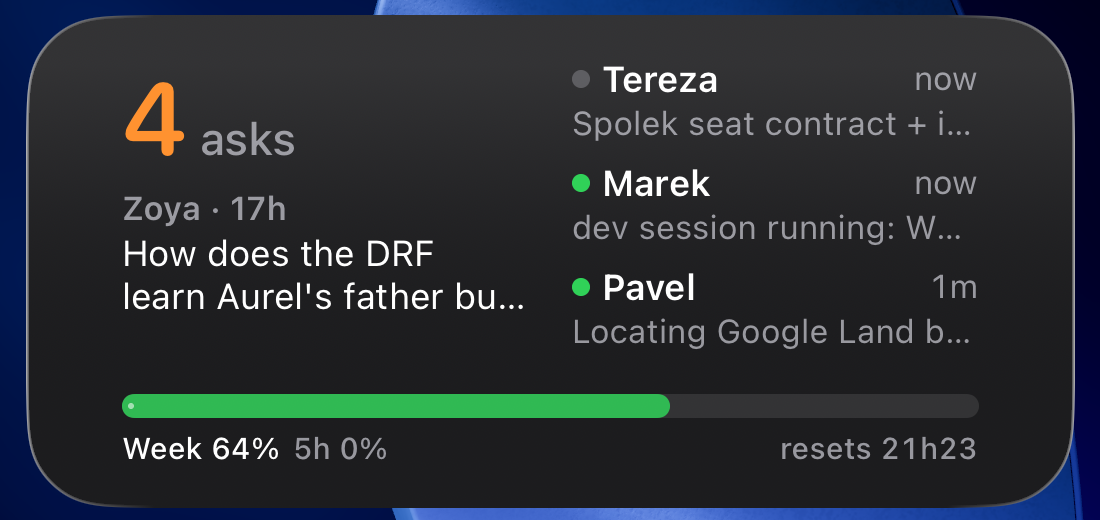 4 asks
Zoya · 17h
How does the DRF
learn Aurel's father bu...
Tereza now
Spolek seat contract + i...
Marek now
dev session running: W...
Pavel 1m
Locating Google Land b...
Week 64% 5h 0% resets 21h23